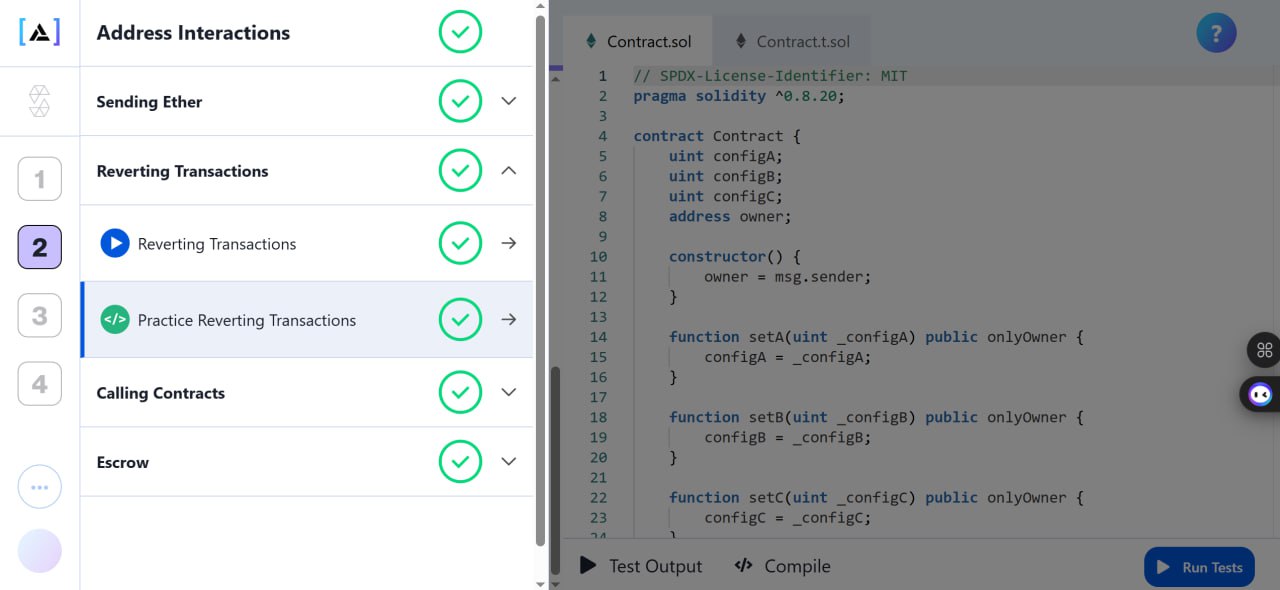 Address Interactions
Sending Ether
Reverting Transactions
Reverting Transactions
</> Practice Reverting Transactions
Calling Contracts
Escrow
1
2
3
4
Contract.sol
Contract.t.sol
?
1 // SPDX-License-Identifier: MIT
2 pragma solidity ^0.8.20;
3
4 contract Contract {
5 uint configA;
6 uint configB;
7 uint configC;
8 address owner;
9
10 constructor() {
11 owner = msg.sender;
12 }
13
14 function setA(uint _configA) public onlyOwner {
15 configA = _configA;
16 }
17
18 function setB(uint _configB) public onlyOwner {
19 configB = _configB;
20 }
21
22 function setC(uint _configC) public onlyOwner {
23 configC = _configC;
24 }
Test Output
</> Compile
Run Tests